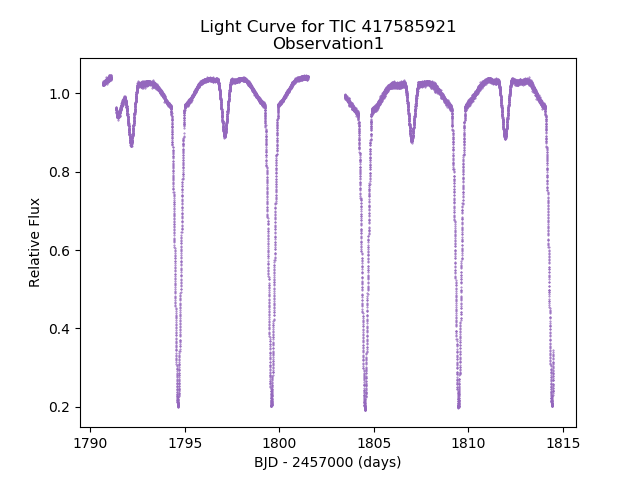 Light Curve for TIC 417585921
Observation1
Relative Flux
1.0
0.8
0.6
0.4
0.2
1790 1795 1800 1805 1810 1815
BJD - 2457000 (days)